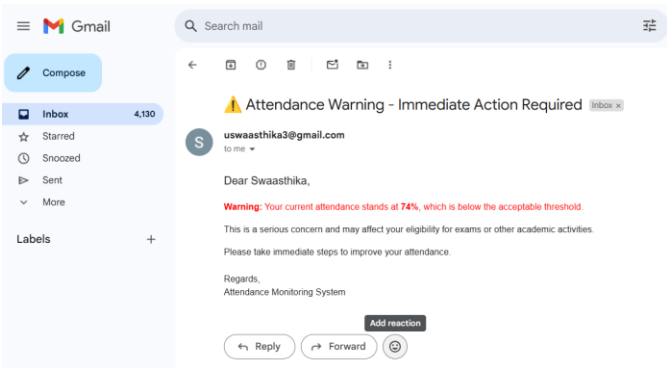 Gmail
Search mail
Compose
Inbox 4,130
Starred
Snoozed
Sent
More
Labels +
⚠️ Attendance Warning - Immediate Action Required Inbox x
S
uswaasthika3@gmail.com
to me
Dear Swaasthika,
Warning: Your current attendance stands at 74%, which is below the acceptable threshold.
This is a serious concern and may affect your eligibility for exams or other academic activities.
Please take immediate steps to improve your attendance.
Regards,
Attendance Monitoring System
Add reaction
Reply Forward